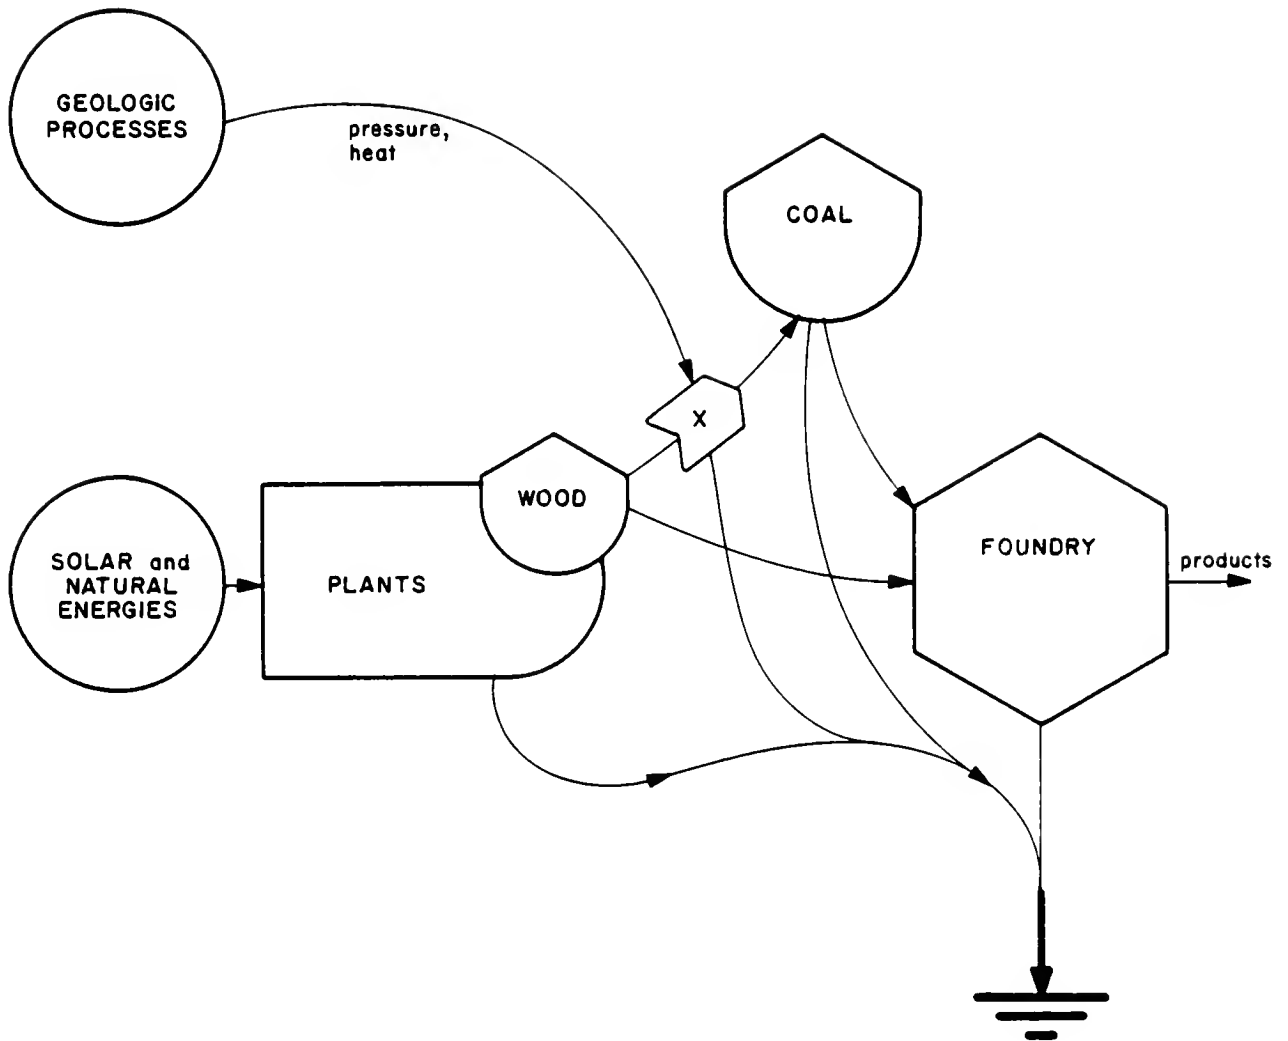 GEOLOGIC
PROCESSES
pressure,
heat
COAL
X
WOOD
SOLAR and
NATURAL
ENERGIES
PLANTS
FOUNDRY
products